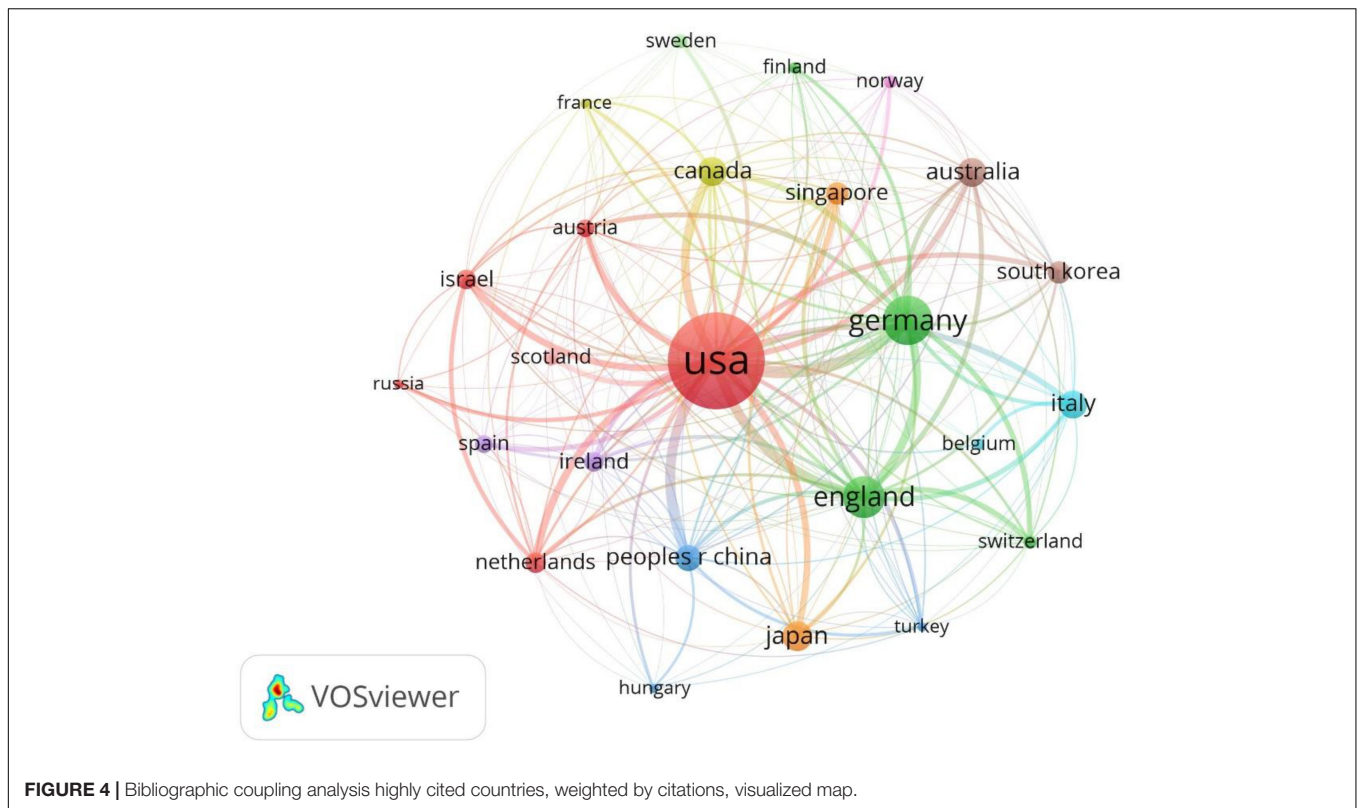 sweden
finland
norway
france
canada
australia
singapore
austria
israel
south korea
germany
usa
scotland
russia
italy
spain
belgium
ireland
england
switzerland
netherlands
peoples r china
turkey
japan
hungary
VOSviewer
FIGURE 4 | Bibliographic coupling analysis highly cited countries, weighted by citations, visualized map.